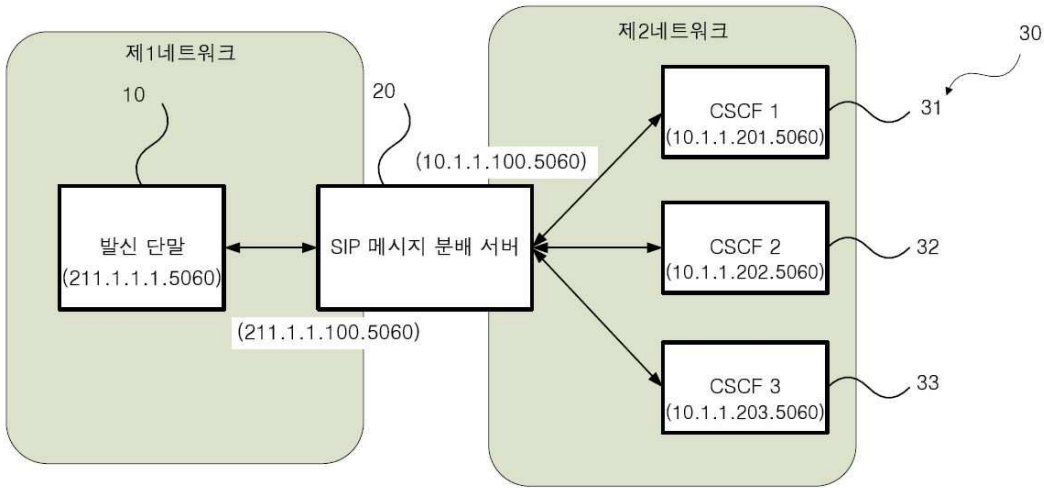 제1네트워크
제2네트워크
30
10
20
CSCF 1
(10.1.1.201.5060)
31
(10.1.1.100.5060)
발신 단말
(211.1.1.1.5060)
SIP 메시지 분배 서버
CSCF 2
(10.1.1.202.5060)
32
(211.1.1.100.5060)
CSCF 3
(10.1.1.203.5060)
33